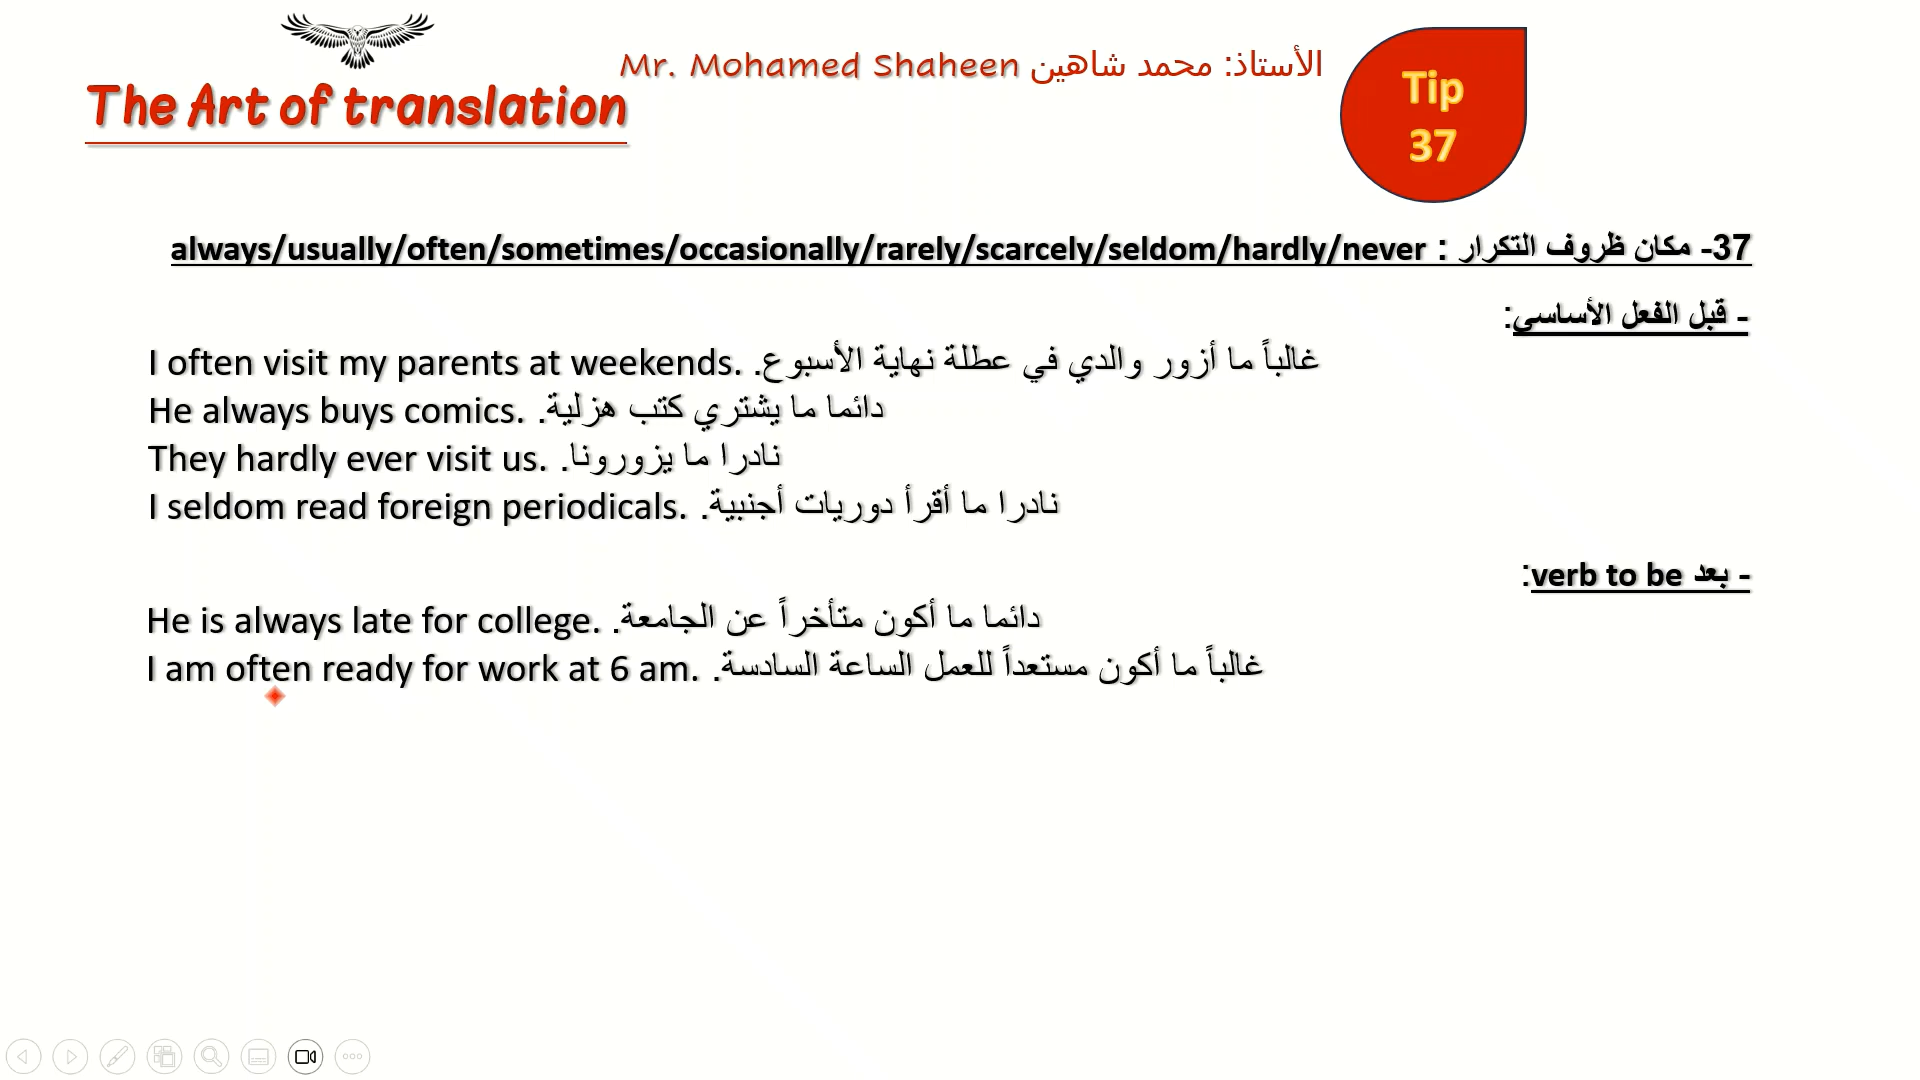 The Art of translation
Mr. Mohamed Shaheen الأستاذ: محمد شاهين
Tip
37
37- مكان ظروف التكرار : always/usually/often/sometimes/occasionally/rarely/scarcely/seldom/hardly/never
- قبل الفعل الأساسي:
I often visit my parents at weekends. غالباً ما أزور والدي في عطلة نهاية الأسبوع.
He always buys comics. دائما ما يشتري كتب هزلية.
They hardly ever visit us. نادرا ما يزورونا.
I seldom read foreign periodicals. نادرا ما أقرأ دوريات أجنبية.
- بعد verb to be:
He is always late for college. دائما ما أكون متأخراً عن الجامعة.
I am often ready for work at 6 am. غالباً ما أكون مستعداً للعمل الساعة السادسة.